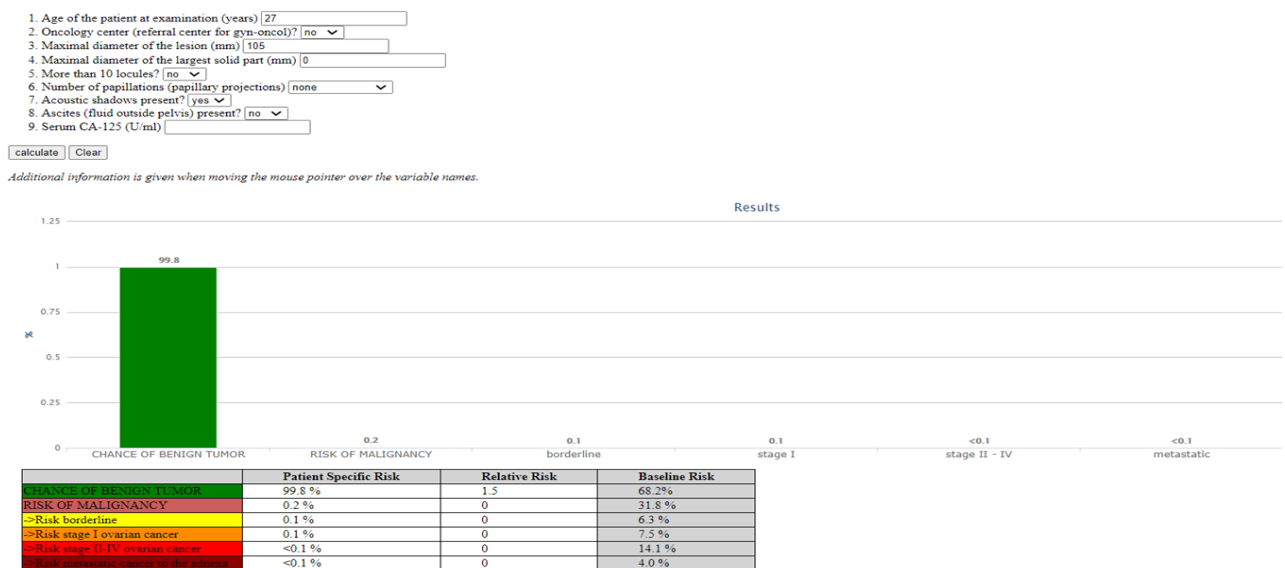 1. Age of the patient at examination (years) 27
2. Oncology center (referral center for gyn-oncol)? no
3. Maximal diameter of the lesion (mm) 105
4. Maximal diameter of the largest solid part (mm) 0
5. More than 10 locules? no
6. Number of papillations (papillary projections) none
7. Acoustic shadows present? yes
8. Ascites (fluid outside pelvis) present? no
9. Serum CA-125 (U/ml)
calculate Clear
Additional information is given when moving the mouse pointer over the variable names.
Results
1.25
1
0.75
0.5
0.25
0
%
99.8
0.2
0.1
0.1
<0.1
<0.1
CHANCE OF BENIGN TUMOR
RISK OF MALIGNANCY
borderline
stage I
stage II - IV
metastatic
Patient Specific Risk Relative Risk Baseline Risk
CHANCE OF BENIGN TUMOR 99.8 % 1.5 68.2%
RISK OF MALIGNANCY 0.2 % 0 31.8 %
->Risk borderline 0.1 % 0 6.3 %
->Risk stage I ovarian cancer 0.1 % 0 7.5 %
->Risk stage II-IV ovarian cancer <0.1 % 0 14.1 %
->Risk metastatic cancer to the adnexa <0.1 % 0 4.0 %